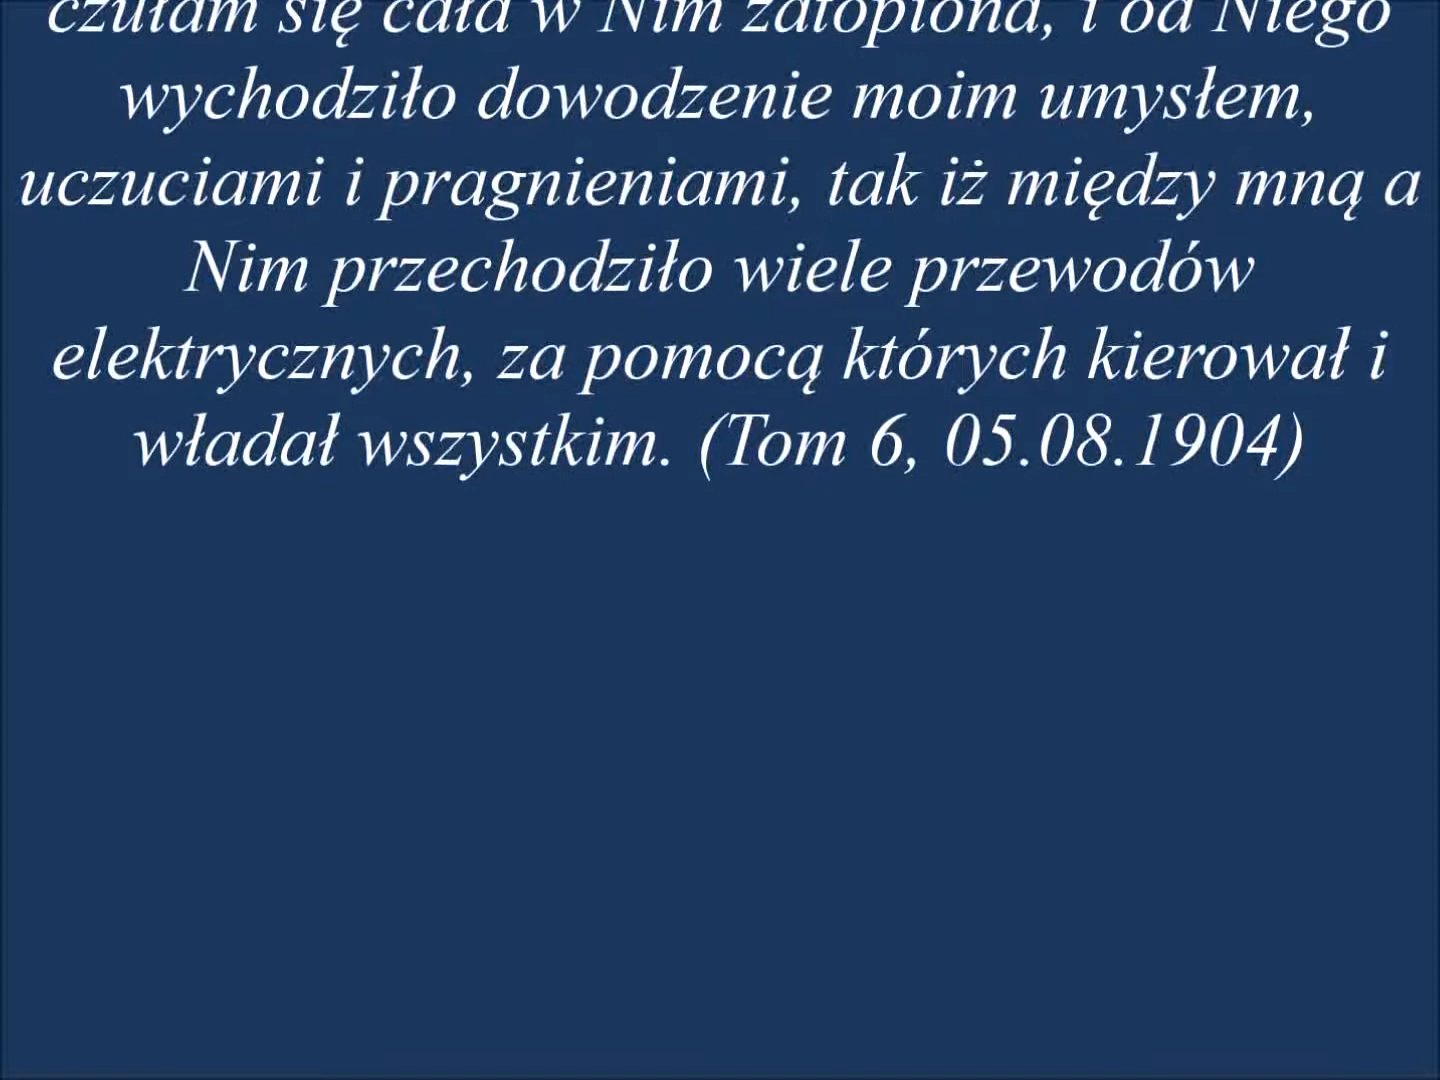 czułam się cała w Nim zatopiona, i od Niego
wychodziło dowodzenie moim umysłem,
uczuciami i pragnieniami, tak iż między mną a
Nim przechodziło wiele przewodów
elektrycznych, za pomocą których kierował i
władał wszystkim. (Tom 6, 05.08.1904)